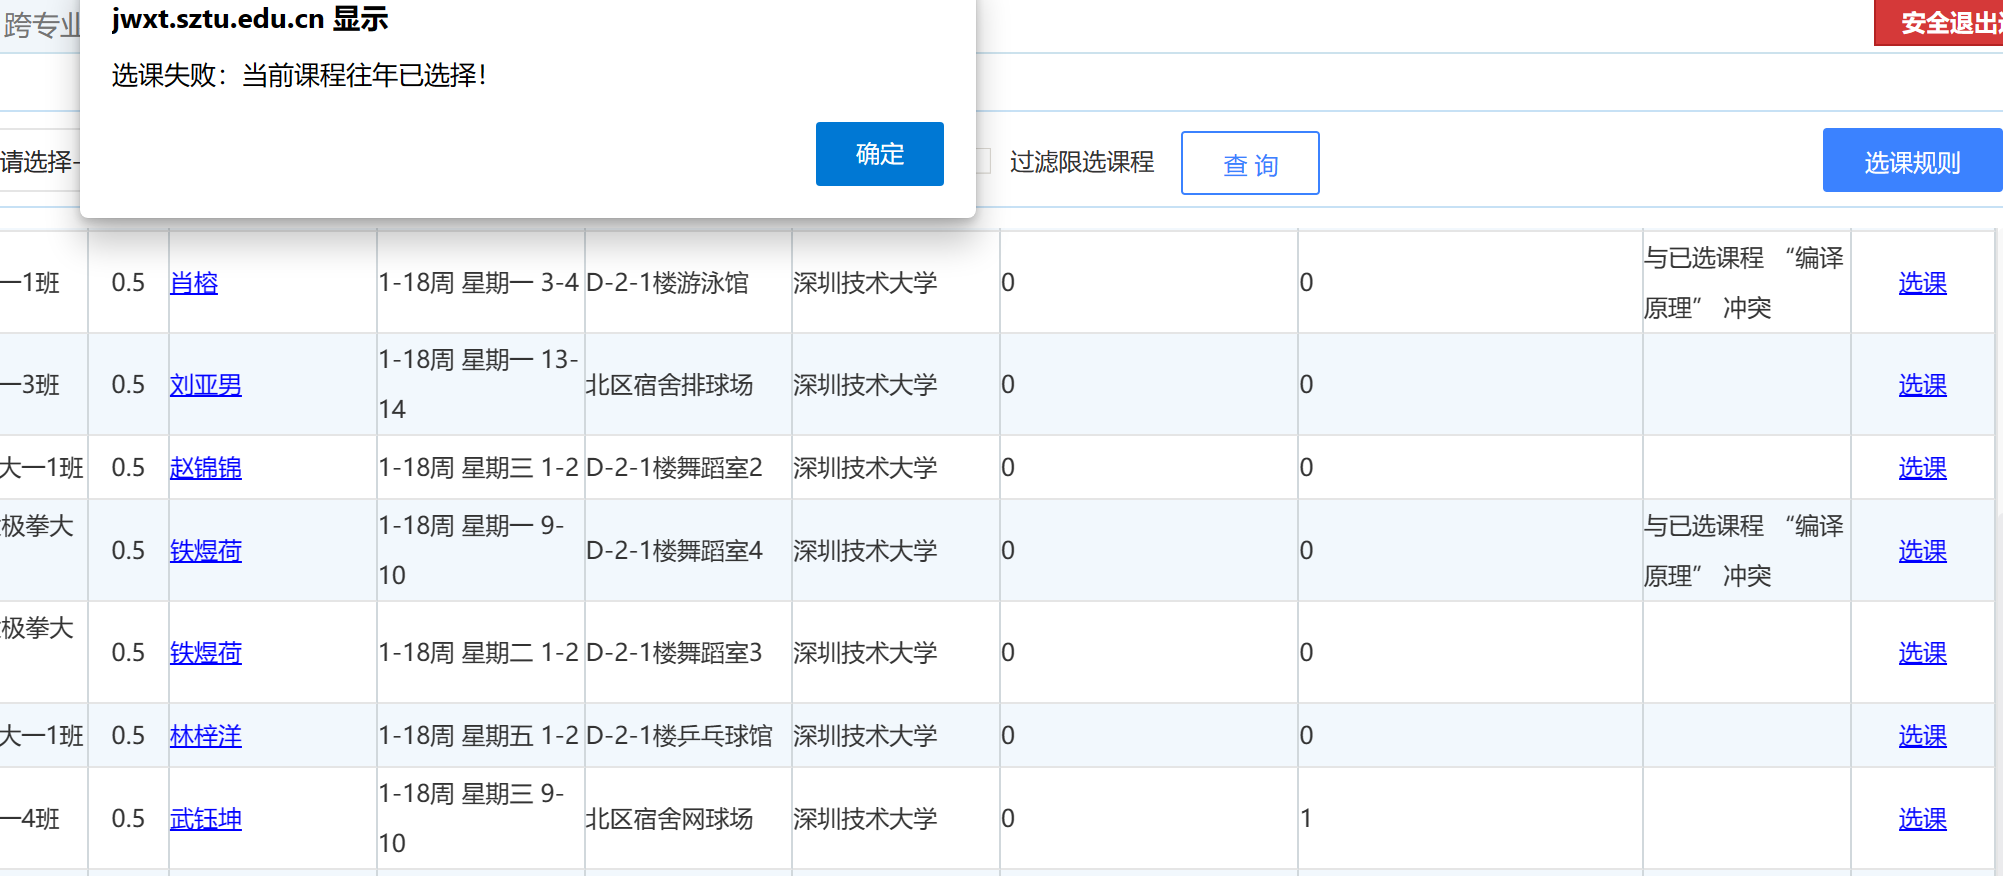 跨专业
jwxt.sztu.edu.cn 显示
安全退出
选课失败：当前课程往年已选择！
确定
请选择-
过滤限选课程
查 询
选课规则
一1班 0.5 肖榕 1-18周 星期一 3-4 D-2-1楼游泳馆 深圳技术大学 0 0 与已选课程 “编译
原理” 冲突 选课
一3班 0.5 刘亚男 1-18周 星期一 13-
14 北区宿舍排球场 深圳技术大学 0 0 选课
大一1班 0.5 赵锦锦 1-18周 星期三 1-2 D-2-1楼舞蹈室2 深圳技术大学 0 0 选课
极拳大 0.5 铁煜荷 1-18周 星期一 9-
10 D-2-1楼舞蹈室4 深圳技术大学 0 0 与已选课程 “编译
原理” 冲突 选课
极拳大 0.5 铁煜荷 1-18周 星期二 1-2 D-2-1楼舞蹈室3 深圳技术大学 0 0 选课
大一1班 0.5 林梓洋 1-18周 星期五 1-2 D-2-1楼乒乓球馆 深圳技术大学 0 0 选课
一4班 0.5 武钰坤 1-18周 星期三 9-
10 北区宿舍网球场 深圳技术大学 0 1 选课